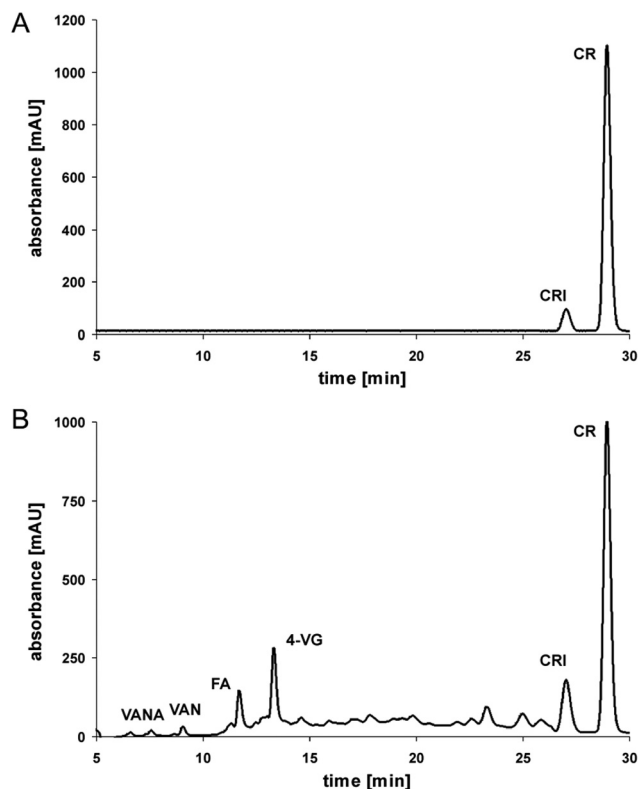 A
absorbance [mAU]
1200
1000
800
600
400
200
0
CR
CRI
5 10 15 20 25 30
time [min]
B
absorbance [mAU]
1000
750
500
250
0
CR
4-VG
CRI
FA
VANA VAN
5 10 15 20 25 30
time [min]